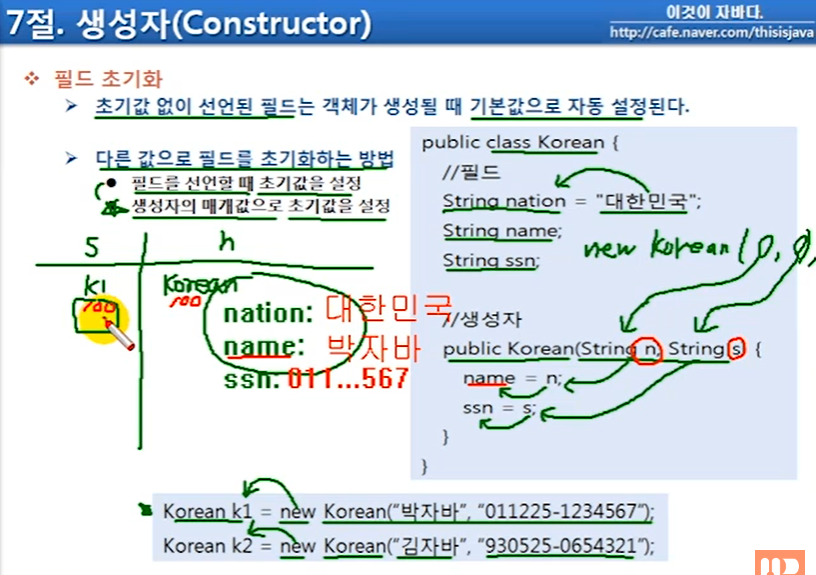 7절. 생성자(Constructor)
이것이 자바다.
http://cafe.naver.com/thisisjava
❖ 필드 초기화
➢ 초기값 없이 선언된 필드는 객체가 생성될 때 기본값으로 자동 설정된다.
➢ 다른 값으로 필드를 초기화하는 방법
● 필드를 선언할 때 초기값을 설정
생성자의 매개값으로 초기값을 설정
S h
k1 Korean
100 100
nation: 대한민국
name: 박자바
ssn: 011...567
public class Korean {
//필드
String nation = "대한민국";
String name;
String ssn;
new Korean(0, 0,
//생성자
public Korean(String n, String s) {
name = n;
ssn = s;
}
}
Korean k1 = new Korean("박자바", "011225-1234567");
Korean k2 = new Korean("김자바", "930525-0654321");